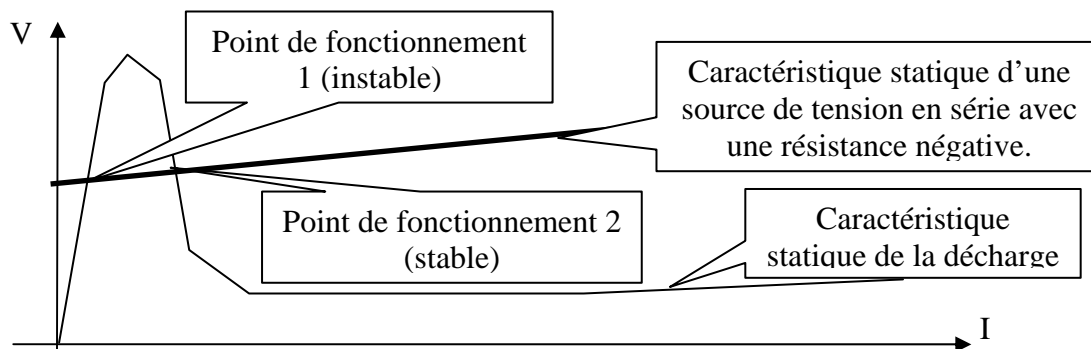 V
Point de fonctionnement
1 (instable)
Caractéristique statique d’une
source de tension en série avec
une résistance négative.
Point de fonctionnement 2
(stable)
Caractéristique
statique de la décharge
I